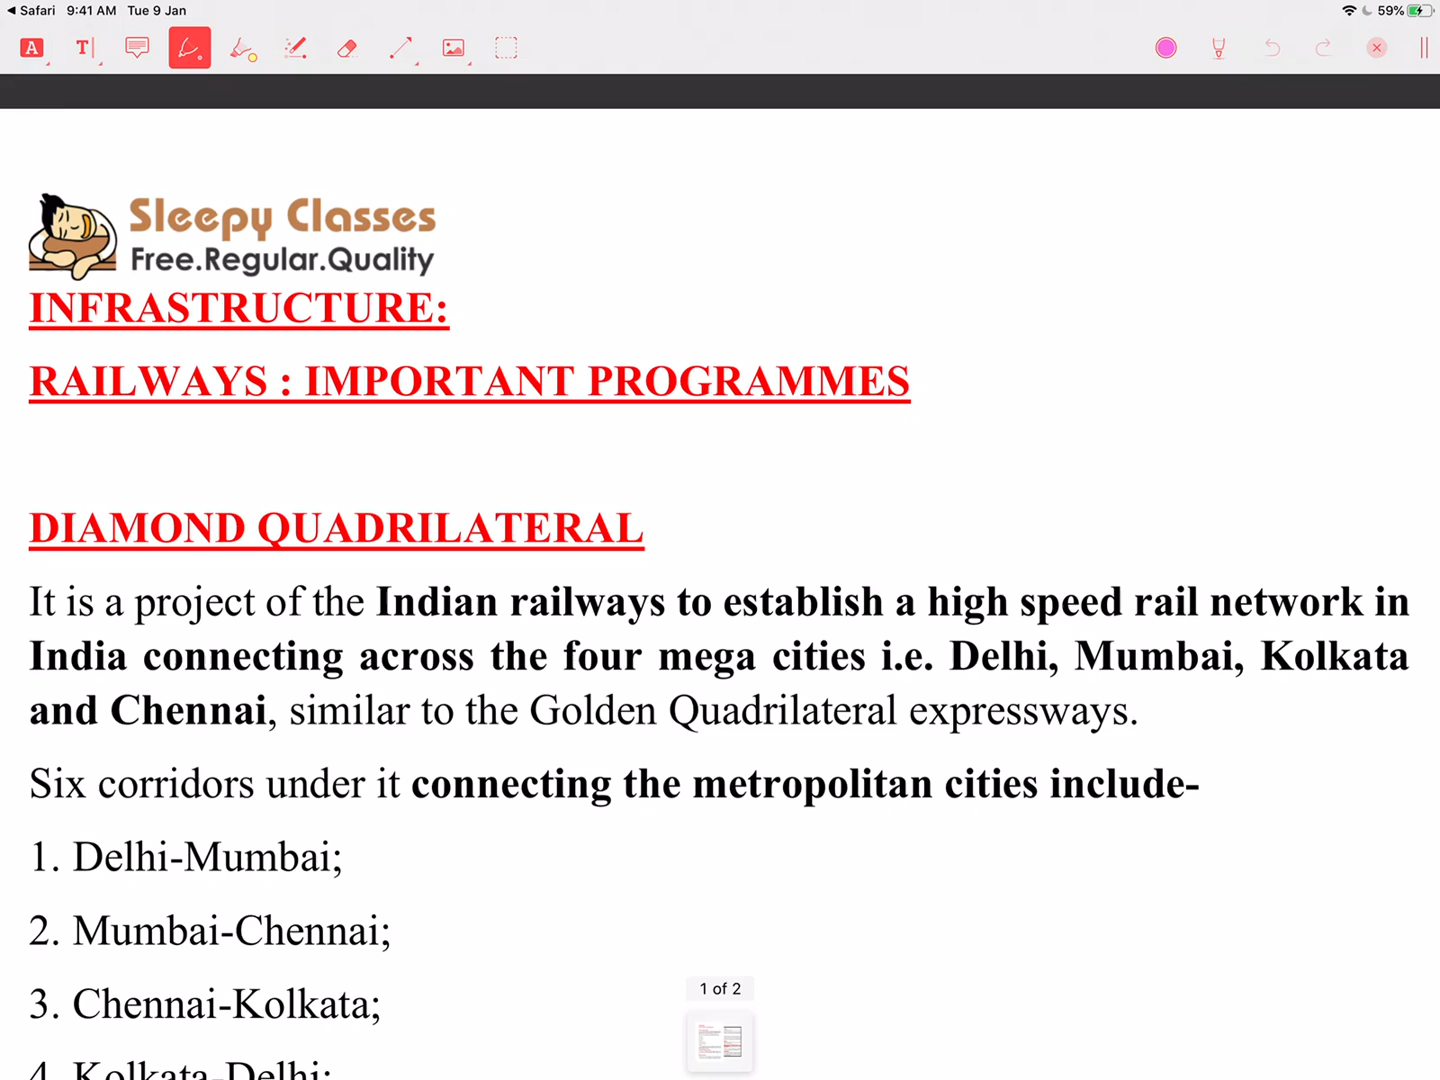 Safari 9:41 AM Tue 9 Jan 59%
A T
Sleepy Classes
Free.Regular.Quality
INFRASTRUCTURE:
RAILWAYS : IMPORTANT PROGRAMMES
DIAMOND QUADRILATERAL
It is a project of the Indian railways to establish a high speed rail network in
India connecting across the four mega cities i.e. Delhi, Mumbai, Kolkata
and Chennai, similar to the Golden Quadrilateral expressways.
Six corridors under it connecting the metropolitan cities include-
1. Delhi-Mumbai;
2. Mumbai-Chennai;
3. Chennai-Kolkata;
4. Kolkata-Delhi;
1 of 2